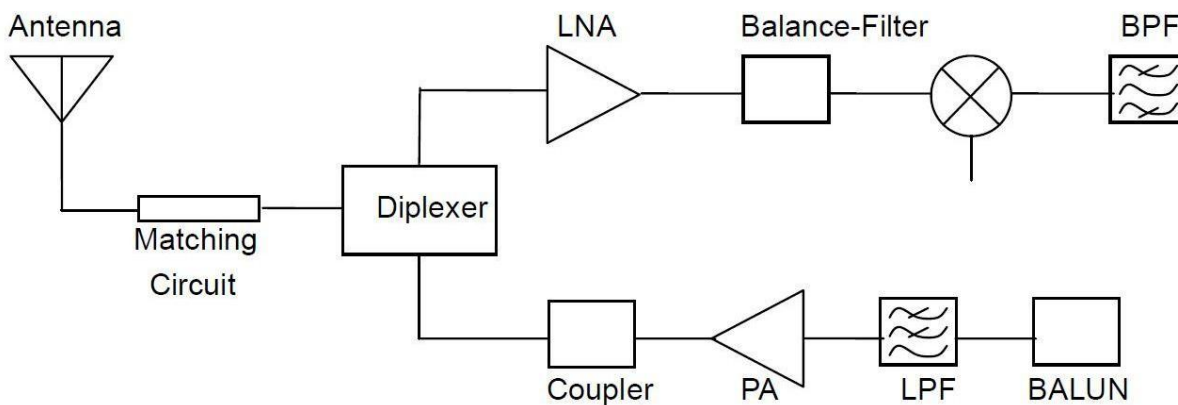 Antenna
LNA
Balance-Filter
BPF
Diplexer
Matching
Circuit
Coupler
PA
LPF
BALUN